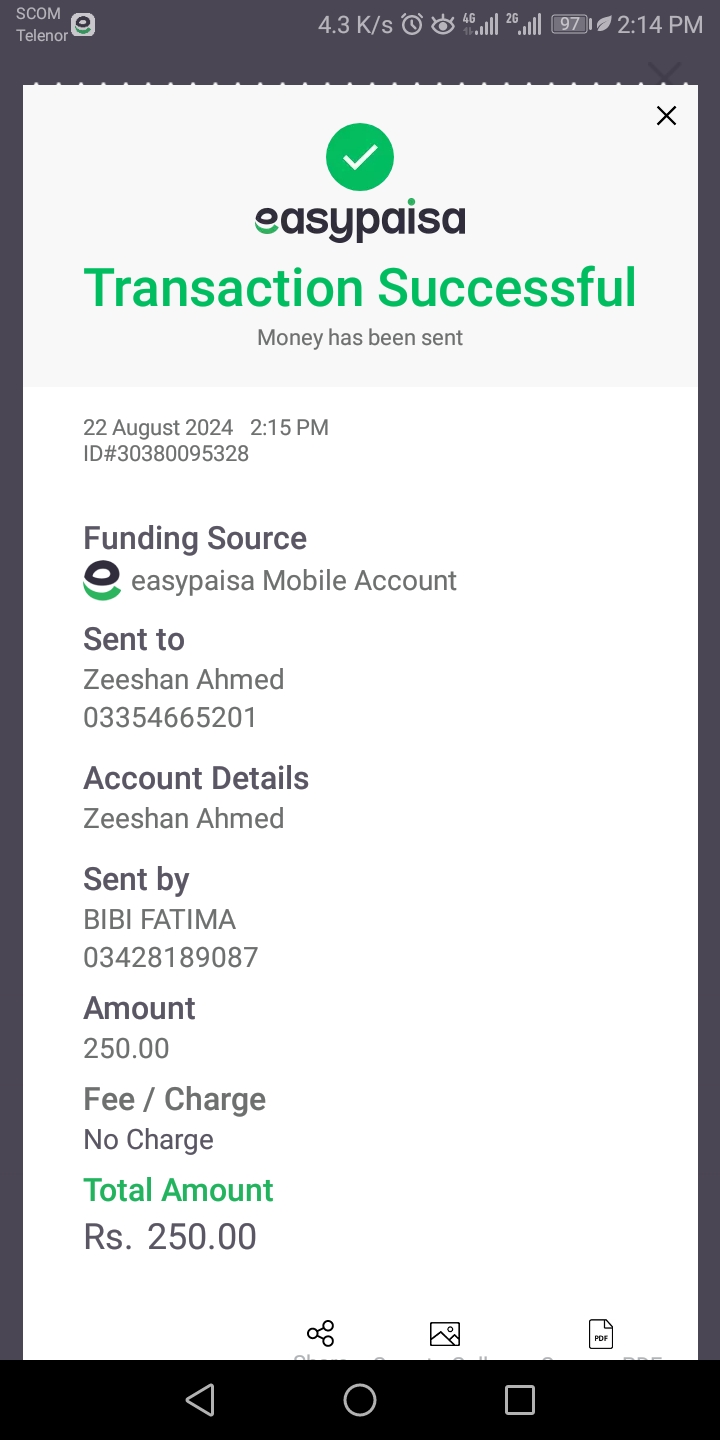 SCOM
Telenor
4.3 K/s 4G 2G 97 2:14 PM
easypaisa
Transaction Successful
Money has been sent
22 August 2024 2:15 PM
ID#30380095328
Funding Source
easypaisa Mobile Account
Sent to
Zeeshan Ahmed
03354665201
Account Details
Zeeshan Ahmed
Sent by
BIBI FATIMA
03428189087
Amount
250.00
Fee / Charge
No Charge
Total Amount
Rs. 250.00
PDF